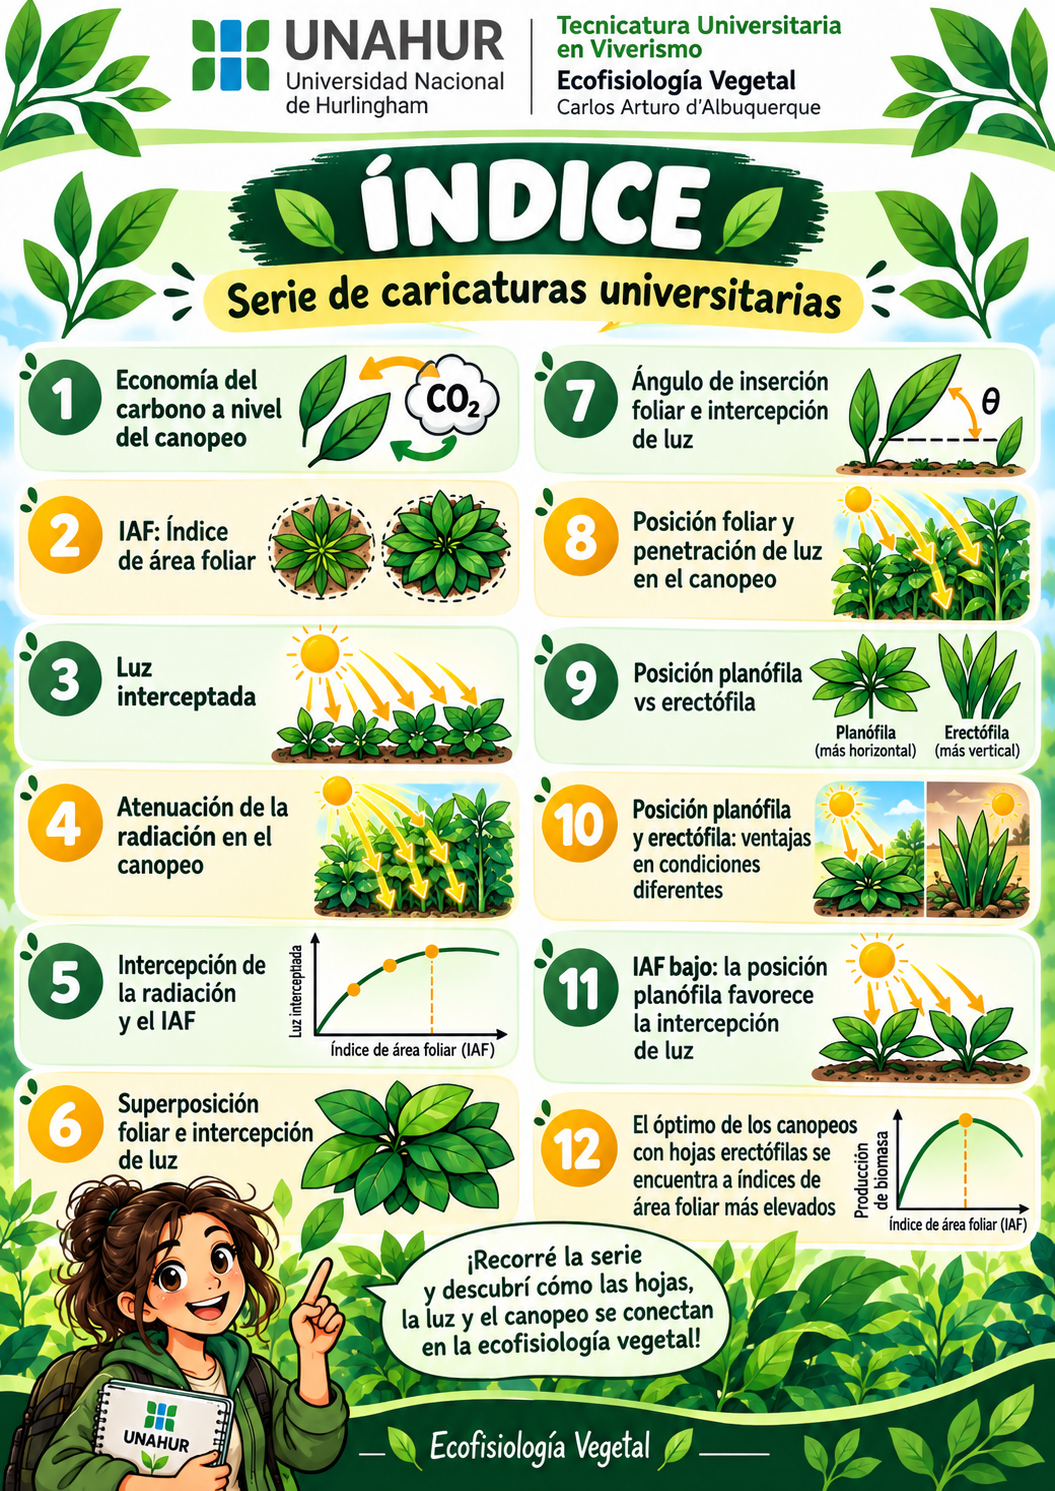 UNAHUR
Universidad Nacional
de Hurlingham
Tecnicatura Universitaria
en Viverismo
Ecofisiología Vegetal
Carlos Arturo d'Albuquerque
ÍNDICE
Serie de caricaturas universitarias
1
Economía del
carbono a nivel
del canopeo
CO₂
2
IAF: Índice
de área foliar
3
Luz
interceptada
4
Atenuación de la
radiación en el
canopeo
5
Intercepción de
la radiación
y el IAF
Luz interceptiada
Índice de área foliar (IAF)
6
Superposición
foliar e intercepción
de luz
7
Ángulo de inserción
foliar e intercepción
de luz
θ
8
Posición foliar y
penetración de luz
en el canopeo
9
Posición planófila
vs erectófila
Planófila
(más horizontal)
Erectófila
(más vertical)
10
Posición planófila
y erectófila: ventajas
en condiciones
diferentes
11
IAF bajo: la posición
planófila favorece
la intercepción
de luz
12
El óptimo de los canopeos
con hojas erectófilas se
encuentra a índices de
área foliar más elevados
Producción
de biomasa
Índice de área foliar (IAF)
¡Recorré la serie
y descubrí cómo las hojas,
la luz y el canopeo se conectan
en la ecofisiología vegetal!
UNAHUR
Ecofisiología Vegetal